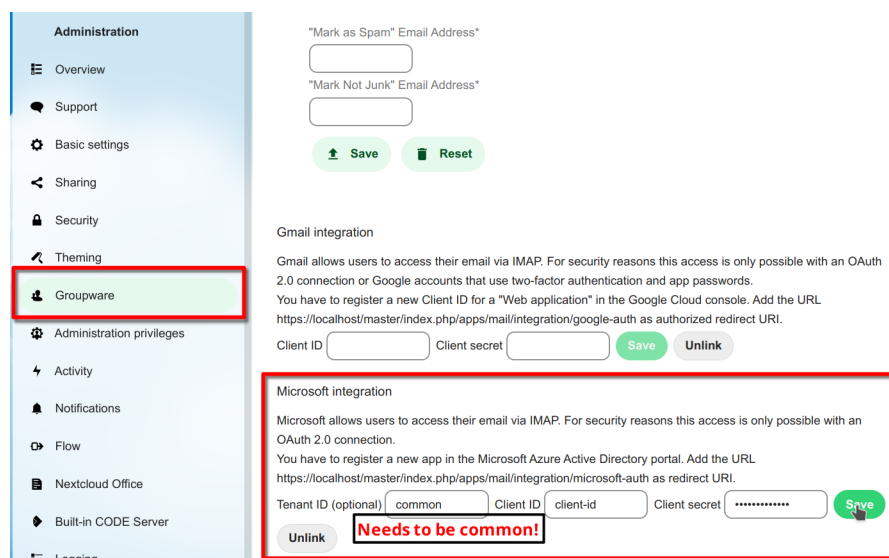 Administration
Overview
Support
Basic settings
Sharing
Security
Theming
Groupware
Administration privileges
Activity
Notifications
Flow
Nextcloud Office
Built-in CODE Server
"Mark as Spam" Email Address*
"Mark Not Junk" Email Address*
Save Reset
Gmail integration
Gmail allows users to access their email via IMAP. For security reasons this access is only possible with an OAuth
2.0 connection or Google accounts that use two-factor authentication and app passwords.
You have to register a new Client ID for a "Web application" in the Google Cloud console. Add the URL
https://localhost/master/index.php/apps/mail/integration/google-auth as authorized redirect URI.
Client ID Client secret Save Unlink
Microsoft integration
Microsoft allows users to access their email via IMAP. For security reasons this access is only possible with an
OAuth 2.0 connection.
You have to register a new app in the Microsoft Azure Active Directory portal. Add the URL
https://localhost/master/index.php/apps/mail/integration/microsoft-auth as redirect URI.
Tenant ID (optional) common Client ID client-id Client secret ••••••••••••• Save
Unlink Needs to be common!